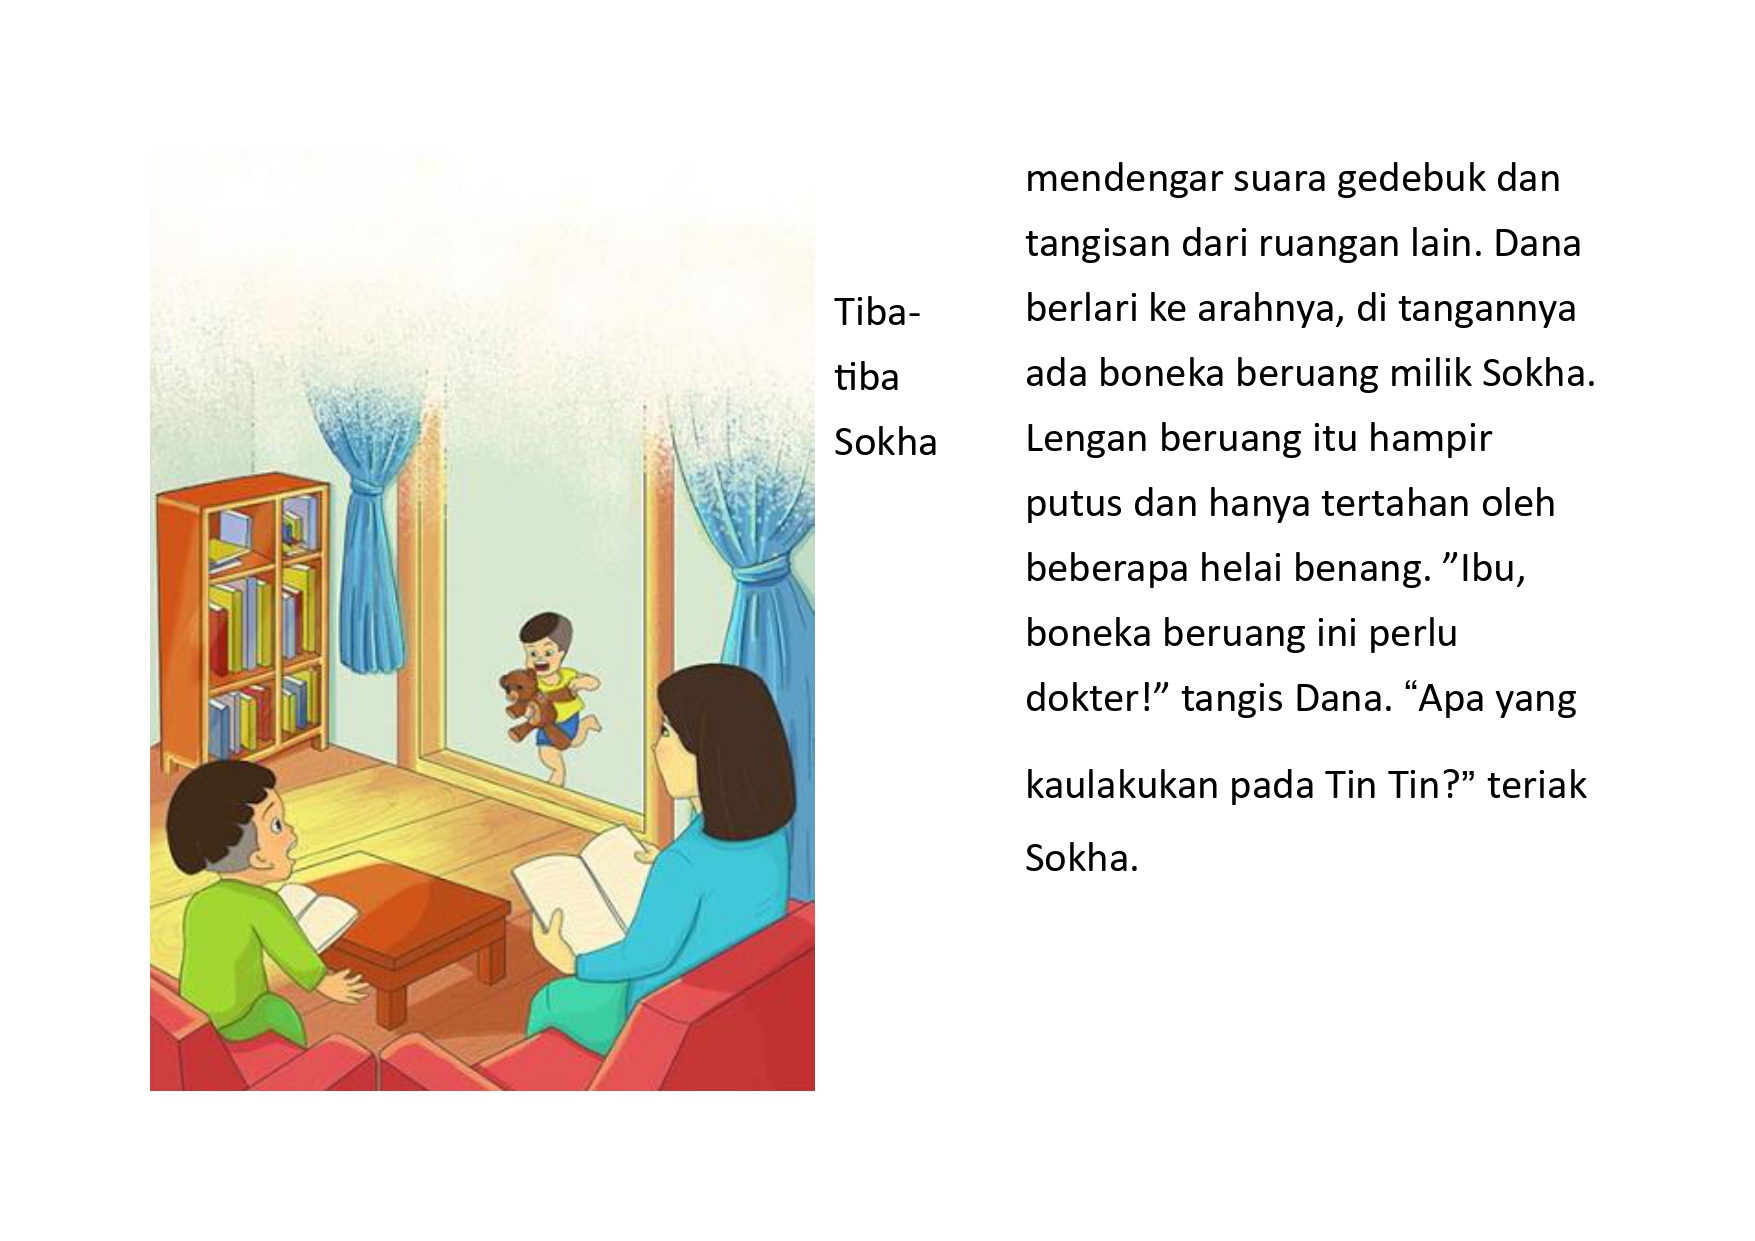 Tiba-
tiba
Sokha
mendengar suara gedebuk dan
tangisan dari ruangan lain. Dana
berlari ke arahnya, di tangannya
ada boneka beruang milik Sokha.
Lengan beruang itu hampir
putus dan hanya tertahan oleh
beberapa helai benang. ”Ibu,
boneka beruang ini perlu
dokter!” tangis Dana. “Apa yang
kaulakukan pada Tin Tin?” teriak
Sokha.